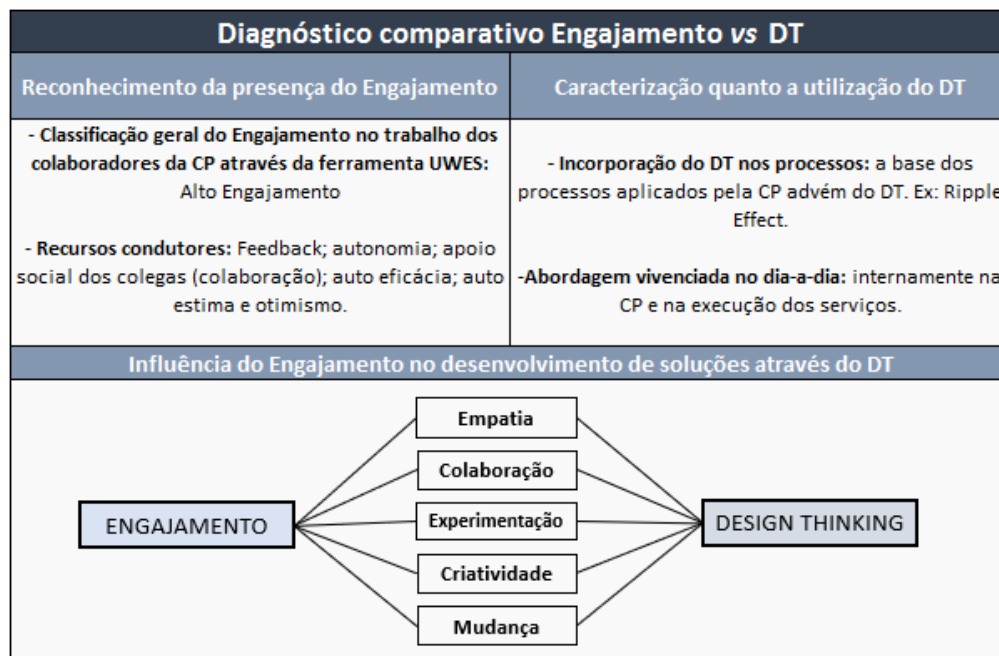 Diagnóstico comparativo Engajamento vs DT
Reconhecimento da presença do Engajamento
Caracterização quanto a utilização do DT
- Classificação geral do Engajamento no trabalho dos
colaboradores da CP através da ferramenta UWES:
Alto Engajamento
- Recursos condutores: Feedback; autonomia; apoio
social dos colegas (colaboração); auto eficácia; auto
estima e otimismo.
- Incorporação do DT nos processos: a base dos
processos aplicados pela CP advém do DT. Ex: Ripple
Effect.
-Abordagem vivenciada no dia-a-dia: internamente na
CP e na execução dos serviços.
Influência do Engajamento no desenvolvimento de soluções através do DT
Empatia
Colaboração
ENGAJAMENTO
Experimentação
DESIGN THINKING
Criatividade
Mudança